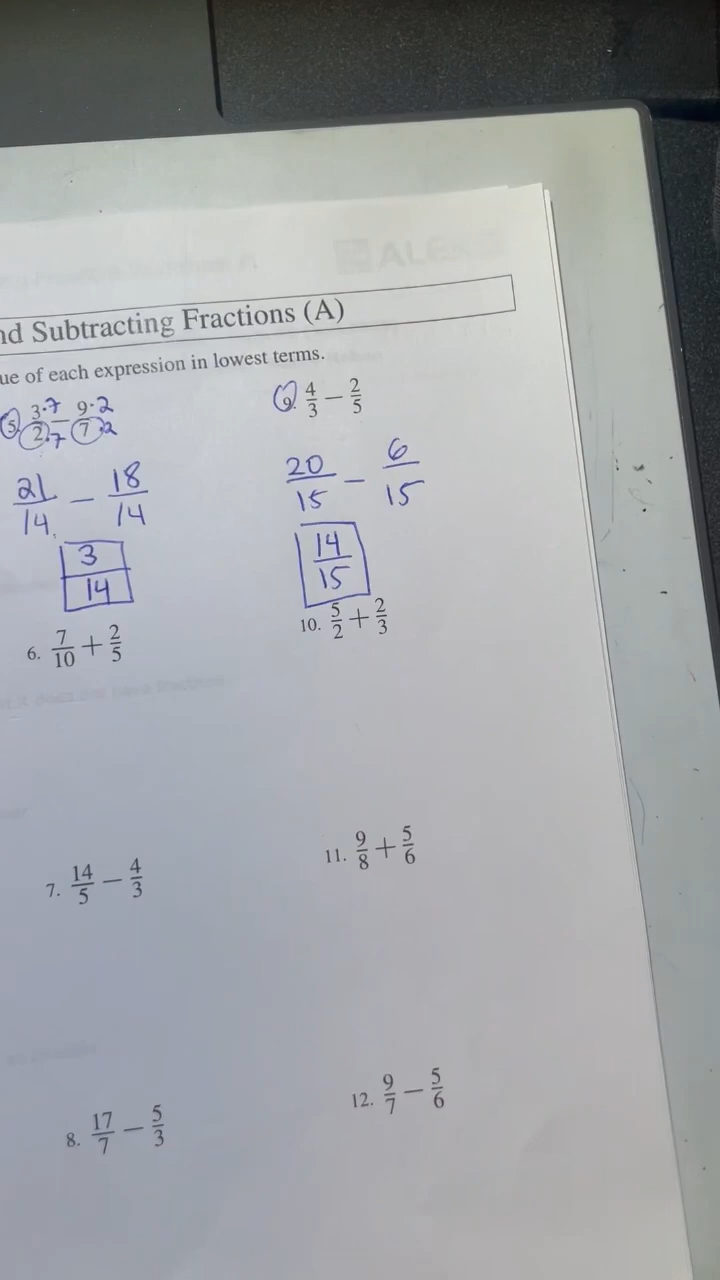 ALEKS
nd Subtracting Fractions (A)
ue of each expression in lowest terms.
5. 3·7/2·7 − 9·2/7·2
21/14 − 18/14
3/14
6. 7/10 + 2/5
7. 14/5 − 4/3
8. 17/7 − 5/3
9. 4/3 − 2/5
20/15 − 6/15
14/15
10. 5/2 + 2/3
11. 9/8 + 5/6
12. 9/7 − 5/6